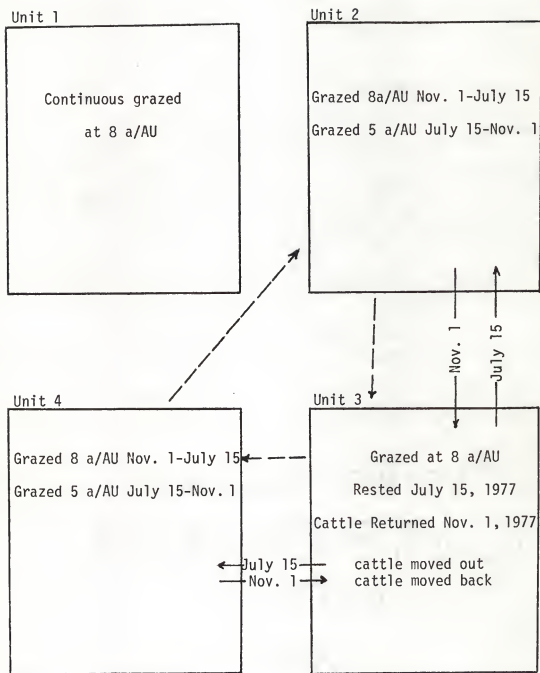 Unit 1
Continuous grazed
at 8 a/AU
Unit 2
Grazed 8a/AU Nov. 1-July 15
Grazed 5 a/AU July 15-Nov. 1
Nov. 1
July 15
Unit 4
Grazed 8 a/AU Nov. 1-July 15
Grazed 5 a/AU July 15-Nov. 1
Unit 3
Grazed at 8 a/AU
Rested July 15, 1977
Cattle Returned Nov. 1, 1977
July 15 cattle moved out
Nov. 1 cattle moved back